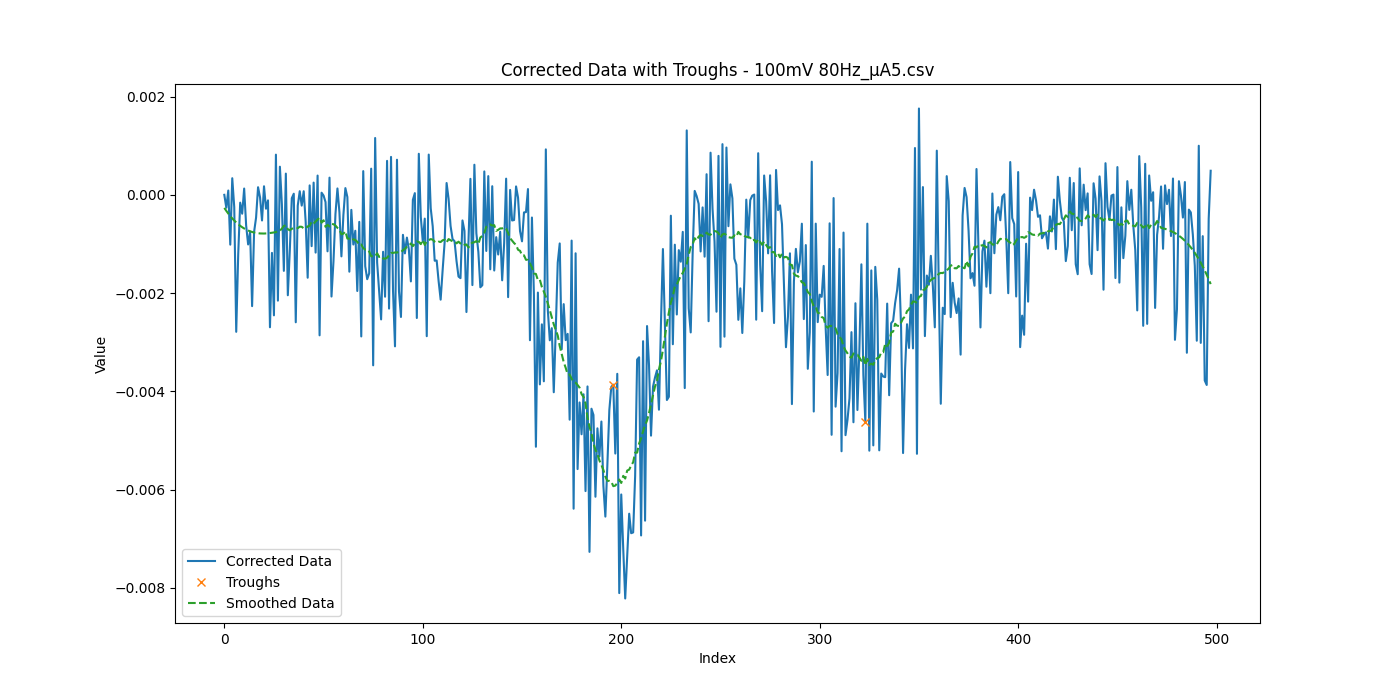 Corrected Data with Troughs - 100mV 80Hz_µA5.csv
0.002
0.000
−0.002
−0.004
−0.006
−0.008
Value
Corrected Data
Troughs
Smoothed Data
0 100 200 300 400 500
Index